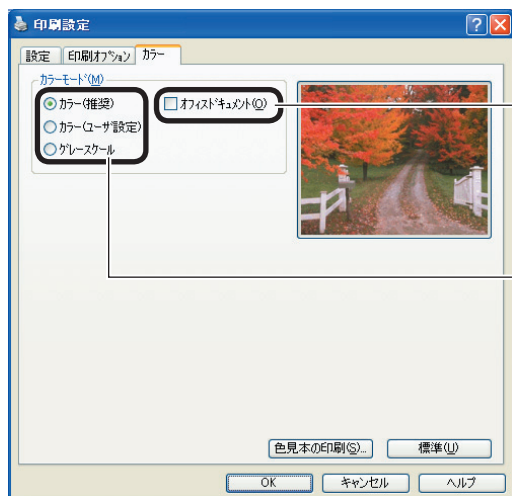 印刷設定
設定 印刷オプション カラー
カラーモード(M)
カラー(推奨) オフィスドキュメント(O)
カラー(ユーザ設定)
グレースケール
色見本の印刷(S)... 標準(U)
OK キャンセル ヘルプ